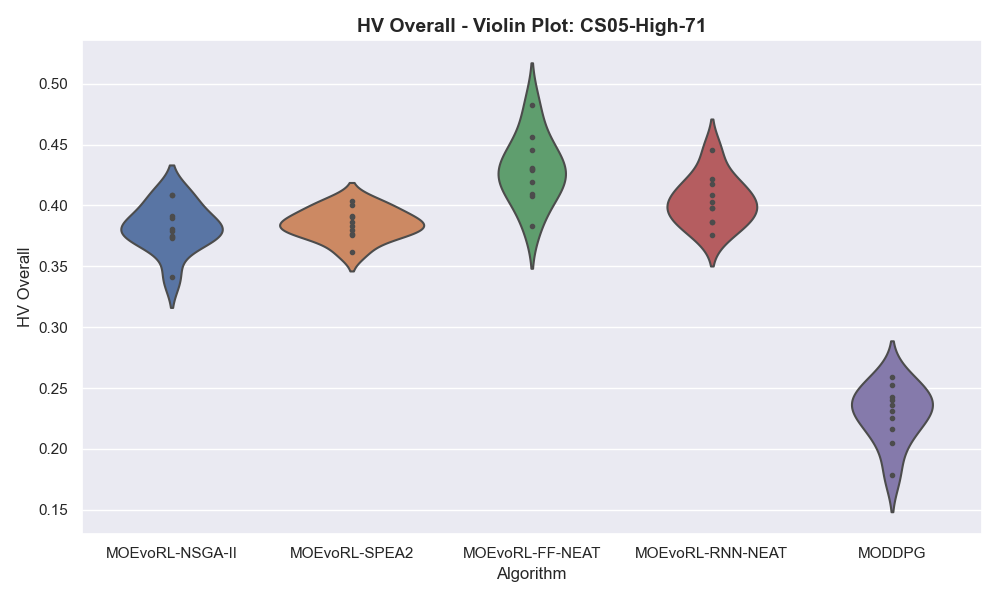 HV Overall - Violin Plot: CS05-High-71
HV Overall
0.50
0.45
0.40
0.35
0.30
0.25
0.20
0.15
MOEvoRL-NSGA-II MOEvoRL-SPEA2 MOEvoRL-FF-NEAT MOEvoRL-RNN-NEAT MODDPG
Algorithm